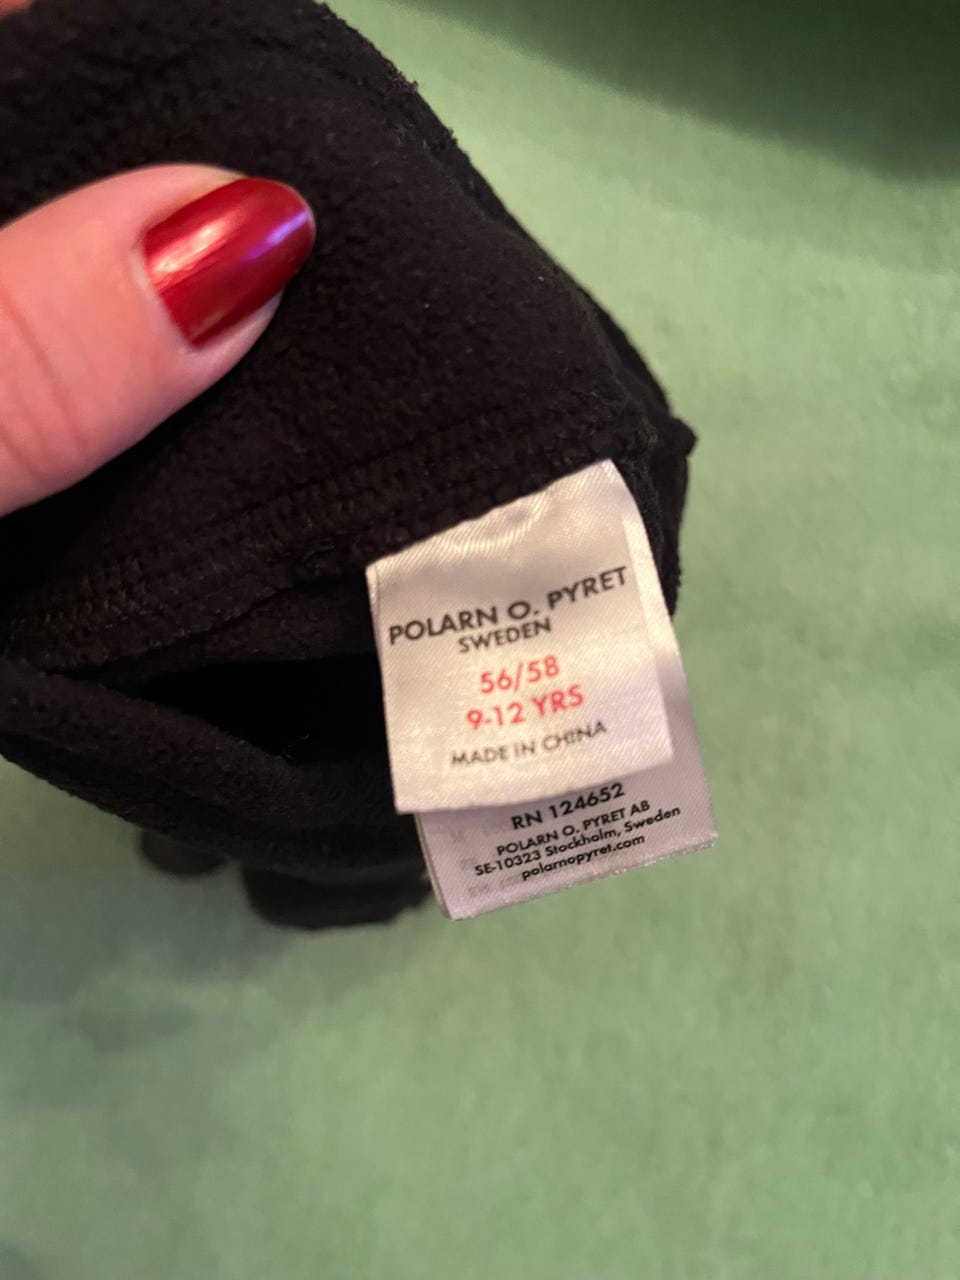 POLARN O. PYRET
SWEDEN
56/58
9-12 YRS
MADE IN CHINA
RN 124652
POLARN O. PYRET AB
SE-10323 Stockholm, Sweden
polarnopyret.com